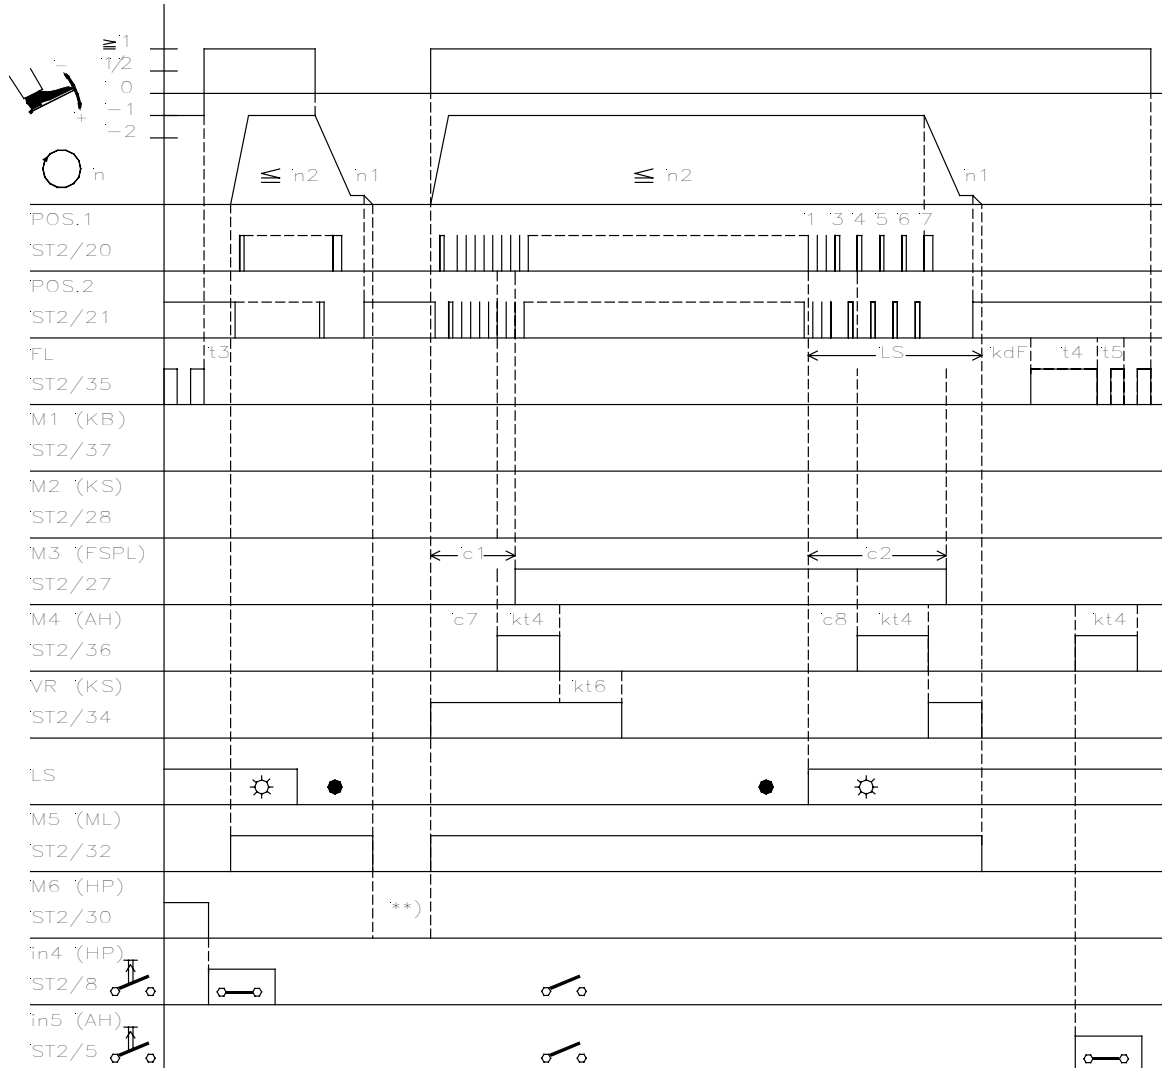 ≧1
1/2
0
−1
−2
−
+
n
≦ n2
n1
≦ n2
n1
POS.1
ST2/20
1 3 4 5 6 7
POS.2
ST2/21
FL
ST2/35
t3
LS
kdF
t4
t5
M1 (KB)
ST2/37
M2 (KS)
ST2/28
M3 (FSPL)
ST2/27
c1
c2
M4 (AH)
ST2/36
c7
kt4
c8
kt4
kt4
VR (KS)
ST2/34
kt6
LS
M5 (ML)
ST2/32
M6 (HP)
ST2/30
**)
in4 (HP)
ST2/8
in5 (AH)
ST2/5